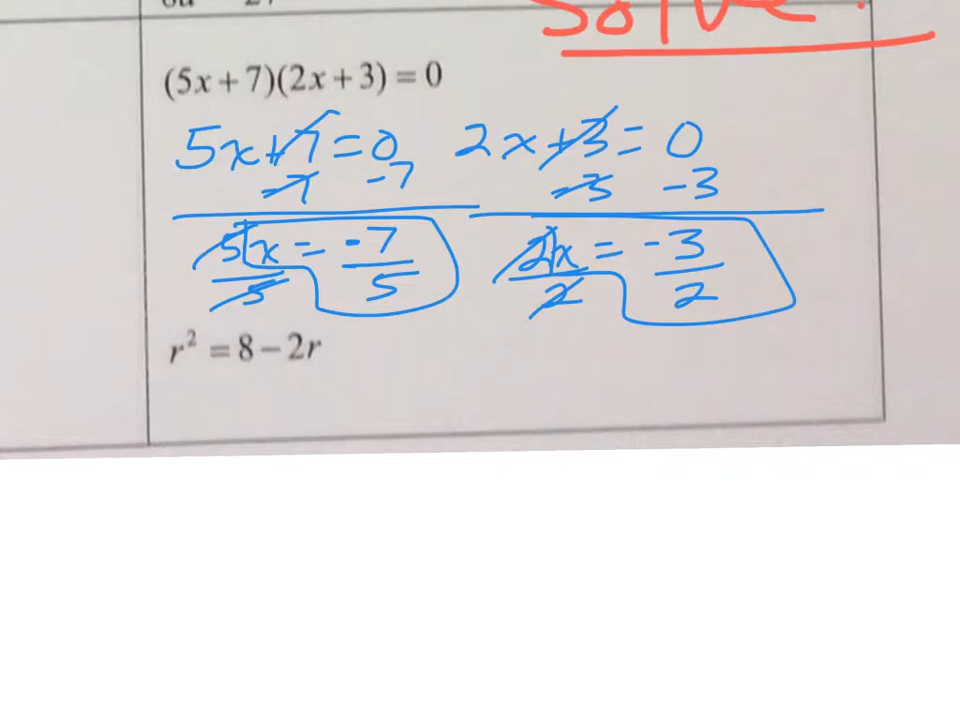 Solve:
(5x + 7)(2x + 3) = 0
5x+7=0 2x+3=0
-7 -7 -3 -3
5x = -7 2x = -3
5 5 2 2
r² = 8 − 2r